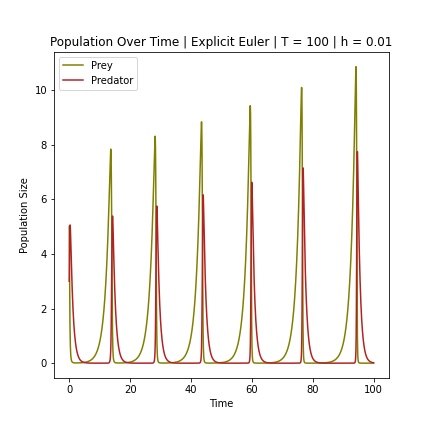 Population Over Time | Explicit Euler | T = 100 | h = 0.01
Prey
Predator
10
8
6
4
2
0
Population Size
0 20 40 60 80 100
Time